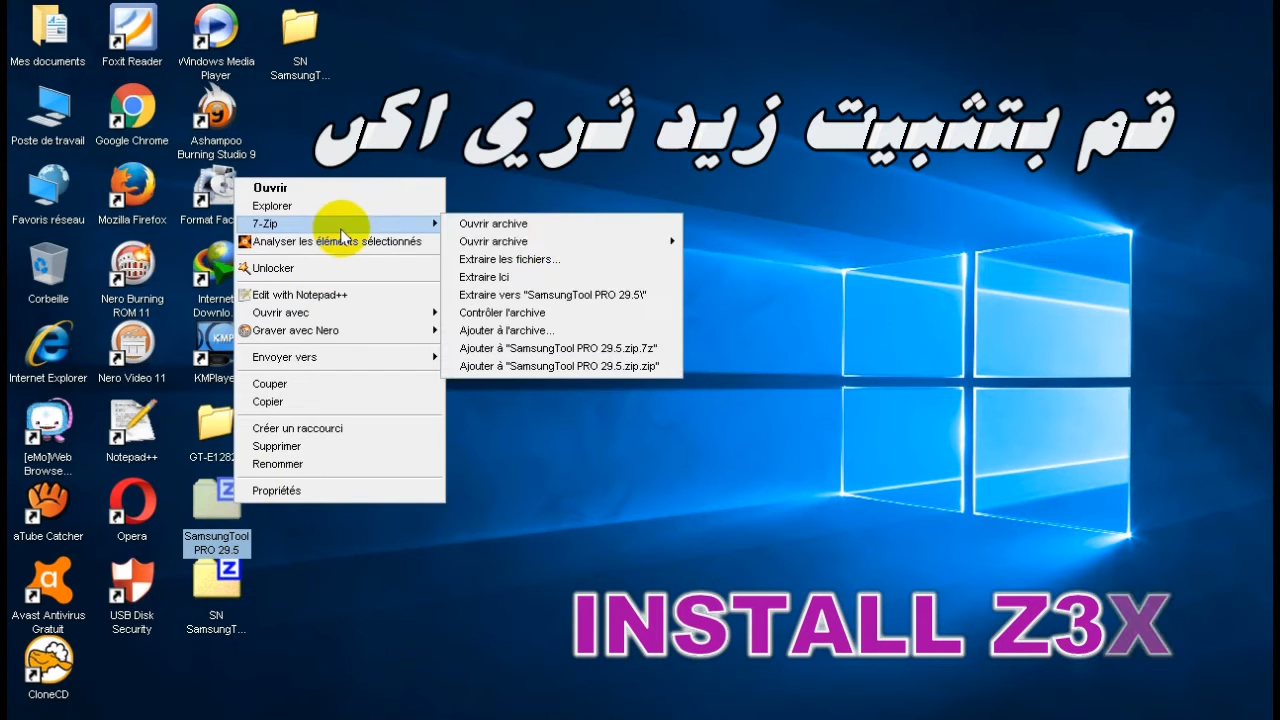 Mes documents
Foxit Reader
Windows Media
Player
SN
SamsungT...
Poste de travail
Google Chrome
Ashampoo
Burning Studio 9
قم بتثبيت زيد ثري اكس
Favoris réseau
Mozilla Firefox
Format Fac
Corbeille
Nero Burning
ROM 11
Internet
Downlo...
Internet Explorer
Nero Video 11
KMPlaye
[eMo]Web
Browse...
Notepad++
GT-E1282
aTube Catcher
Opera
SamsungTool
PRO 29.5
Avast Antivirus
Gratuit
USB Disk
Security
SN
SamsungT...
CloneCD
Ouvrir
Explorer
7-Zip
Analyser les éléments sélectionnés
Unlocker
Edit with Notepad++
Ouvrir avec
Graver avec Nero
Envoyer vers
Couper
Copier
Créer un raccourci
Supprimer
Renommer
Propriétés
Ouvrir archive
Ouvrir archive
Extraire les fichiers...
Extraire Ici
Extraire vers "SamsungTool PRO 29.5\"
Contrôler l'archive
Ajouter à l'archive...
Ajouter à "SamsungTool PRO 29.5.zip.7z"
Ajouter à "SamsungTool PRO 29.5.zip.zip"
INSTALL Z3X